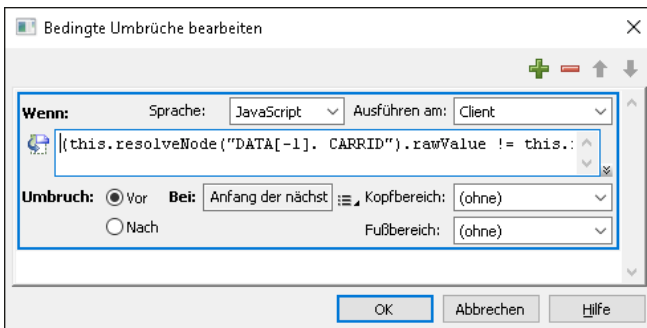 Bedingte Umbrüche bearbeiten
Wenn: Sprache: JavaScript Ausführen am: Client
(this.resolveNode("DATA[-1]. CARRID").rawValue != this.
Umbruch: Vor Bei: Anfang der nächst Kopfbereich: (ohne)
Nach Fußbereich: (ohne)
OK Abbrechen Hilfe